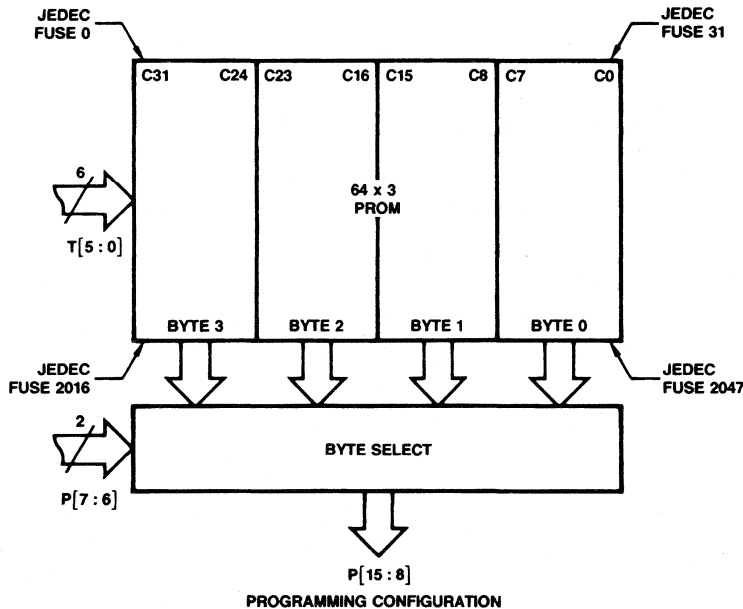 JEDEC
FUSE 0
JEDEC
FUSE 31
C31 C24 C23 C16 C15 C8 C7 C0
6
T[5 : 0]
64 x 3
PROM
BYTE 3 BYTE 2 BYTE 1 BYTE 0
JEDEC
FUSE 2016
JEDEC
FUSE 2047
2
P[7 : 6]
BYTE SELECT
P[15 : 8]
PROGRAMMING CONFIGURATION